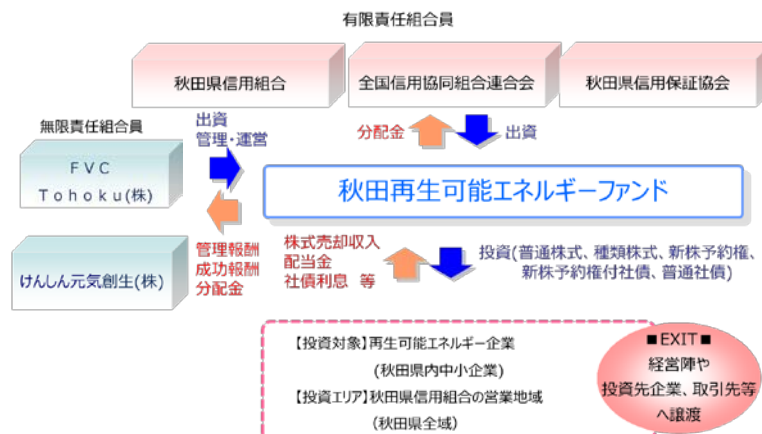 有限責任組合員
秋田県信用組合
全国信用協同組合連合会
秋田県信用保証協会
無限責任組合員
FVC
Tohoku(株)
けんしん元気創生(株)
出資
管理・運営
分配金
出資
秋田再生可能エネルギーファンド
管理報酬
成功報酬
分配金
株式売却収入
配当金
社債利息 等
投資(普通株式、種類株式、新株予約権、
新株予約権付社債、普通社債)
【投資対象】再生可能エネルギー企業
(秋田県内中小企業)
【投資エリア】秋田県信用組合の営業地域
(秋田県全域)
■EXIT■
経営陣や
投資先企業、取引先等
へ譲渡